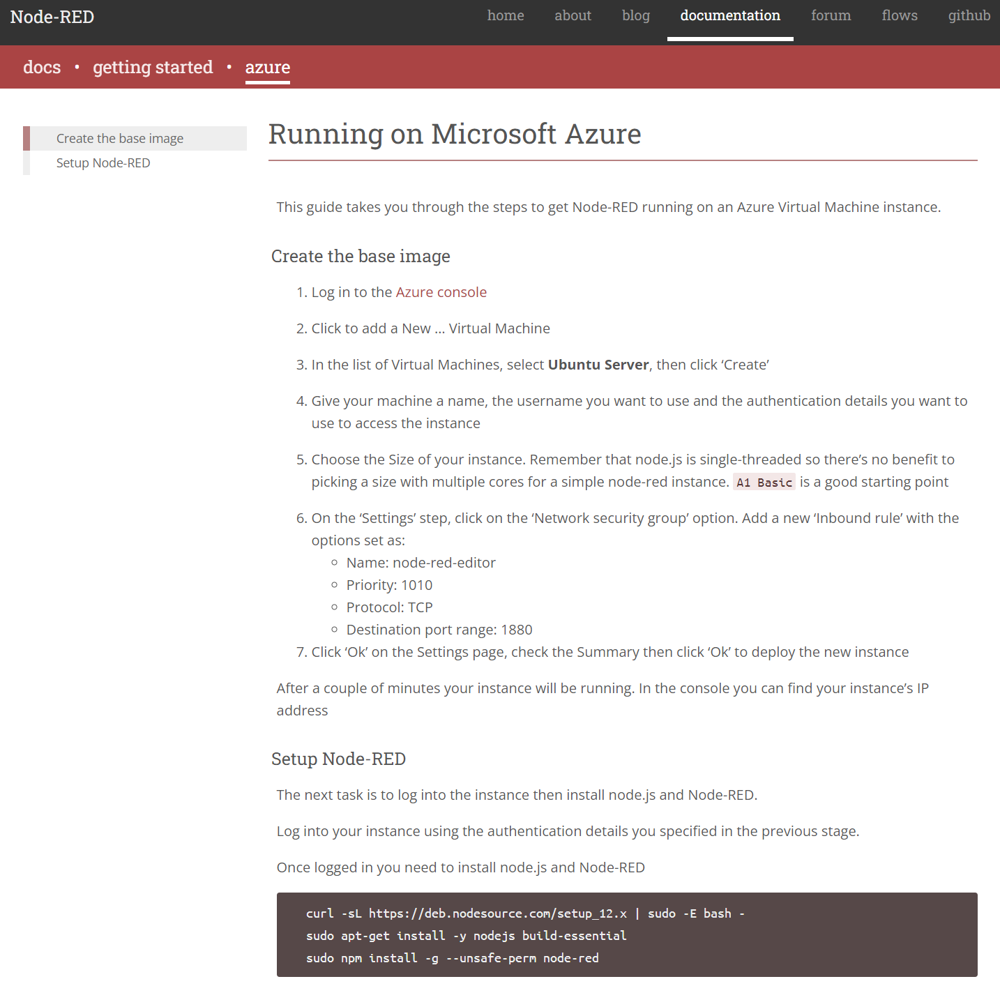 Node-RED
home about blog documentation forum flows github
docs • getting started • azure
Create the base image
Setup Node-RED
Running on Microsoft Azure
This guide takes you through the steps to get Node-RED running on an Azure Virtual Machine instance.
Create the base image
1. Log in to the Azure console
2. Click to add a New … Virtual Machine
3. In the list of Virtual Machines, select Ubuntu Server, then click ‘Create’
4. Give your machine a name, the username you want to use and the authentication details you want to
use to access the instance
5. Choose the Size of your instance. Remember that node.js is single-threaded so there’s no benefit to
picking a size with multiple cores for a simple node-red instance. A1 Basic is a good starting point
6. On the ‘Settings’ step, click on the ‘Network security group’ option. Add a new ‘Inbound rule’ with the
options set as:
◦ Name: node-red-editor
◦ Priority: 1010
◦ Protocol: TCP
◦ Destination port range: 1880
7. Click ‘Ok’ on the Settings page, check the Summary then click ‘Ok’ to deploy the new instance
After a couple of minutes your instance will be running. In the console you can find your instance’s IP
address
Setup Node-RED
The next task is to log into the instance then install node.js and Node-RED.
Log into your instance using the authentication details you specified in the previous stage.
Once logged in you need to install node.js and Node-RED
curl -sL https://deb.nodesource.com/setup_12.x | sudo -E bash -
sudo apt-get install -y nodejs build-essential
sudo npm install -g --unsafe-perm node-red